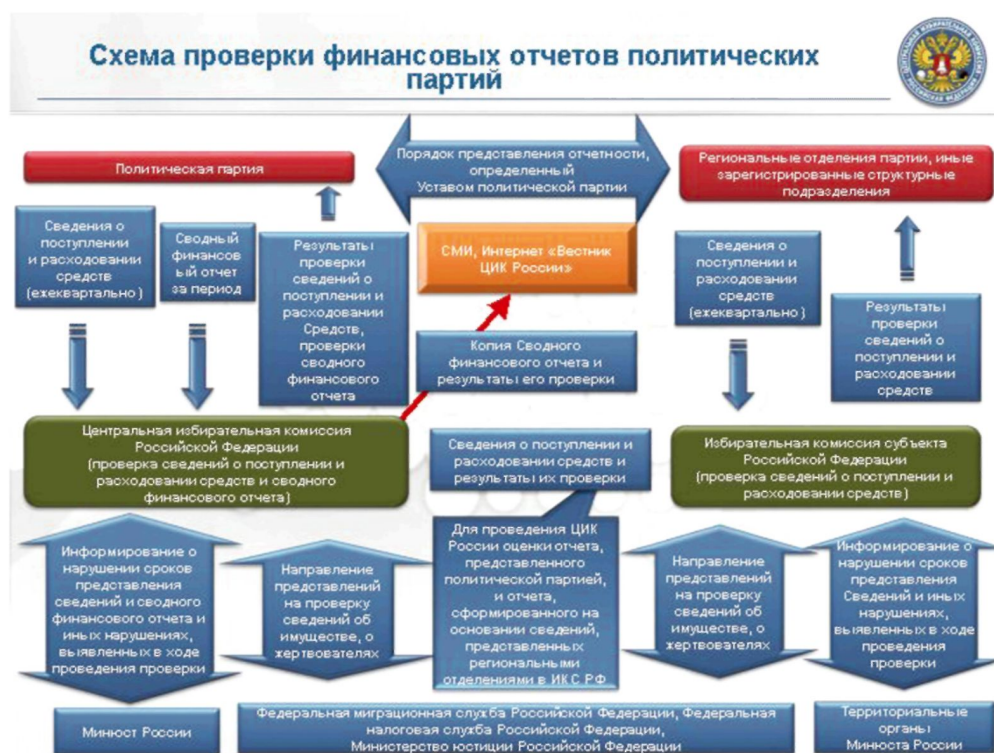 Схема проверки финансовых отчетов политических
партий
Политическая партия
Порядок представления отчетности,
определенный
Уставом политической партии
Региональные отделения партии, иные
зарегистрированные структурные
подразделения
Сведения о
поступлении
и расходовании
средств
(ежеквартально)
Сводный
финансов
ый отчет
за период
Результаты
проверки
сведений о
поступлении и
расходовании
Средств,
проверки
сводного
финансового
отчета
СМИ, Интернет «Вестник
ЦИК России»
Сведения о
поступлении и
расходовании
средств
(ежеквартально)
Результаты
проверки
сведений о
поступлении и
расходовании
средств
Копия Сводного
финансового отчета и
результаты его проверки
Центральная избирательная комиссия
Российской Федерации
(проверка сведений о поступлении и
расходовании средств и сводного
финансового отчета)
Сведения о поступлении и
расходовании средств и
результаты их проверки
Избирательная комиссия субъекта
Российской Федерации
(проверка сведений о поступлении и
расходовании средств)
Информирование о
нарушении сроков
представления
сведений и сводного
финансового отчета и
иных нарушениях,
выявленных в ходе
проведения проверки
Направление
представлений
на проверку
сведений об
имуществе, о
жертвователях
Для проведения ЦИК
России оценки отчета,
представленного
политической партией,
и отчета,
сформированного на
основании сведений,
представленных
региональными
отделениями в ИКС РФ
Направление
представлений
на проверку
сведений об
имуществе, о
жертвователях
Информирование о
нарушении сроков
представления
Сведений и иных
нарушениях,
выявленных в ходе
проведения
проверки
Минюст России
Федеральная миграционная служба Российской Федерации, Федеральная
налоговая служба Российской Федерации,
Министерство юстиции Российской Федерации
Территориальные
органы
Минюста России